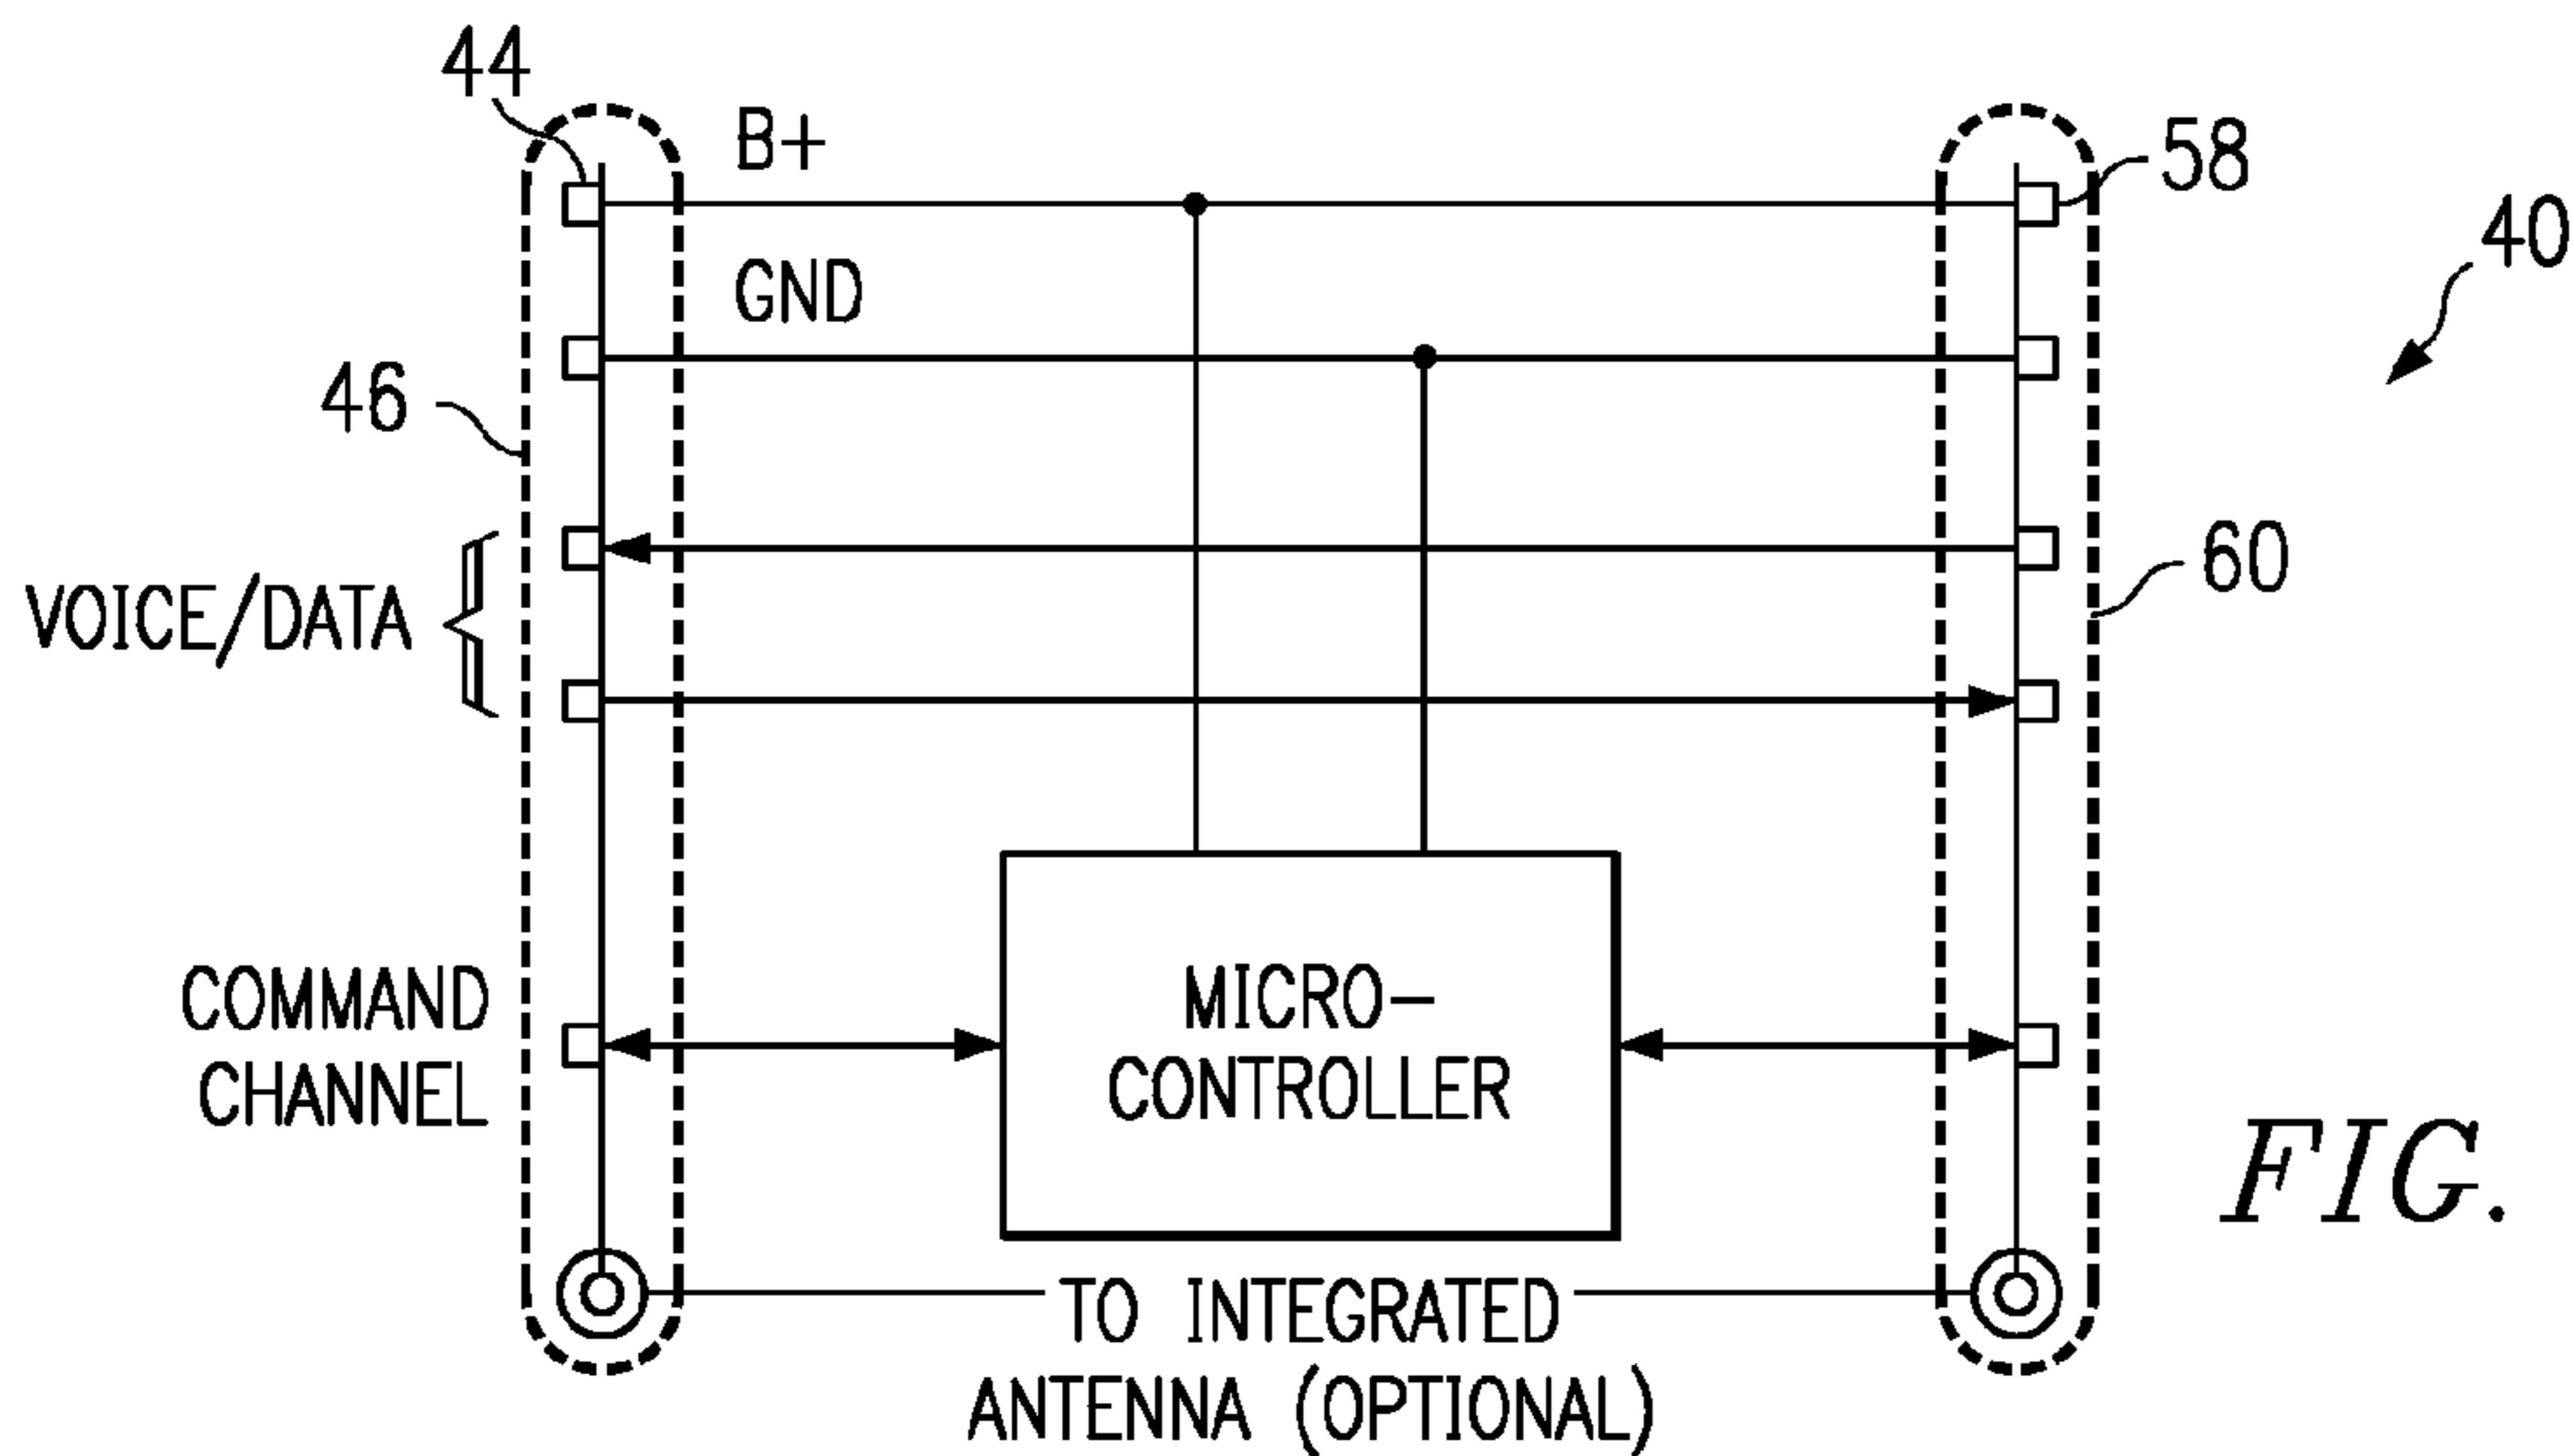 44
B+
58
40
GND
46
VOICE/DATA
60
COMMAND
CHANNEL
MICRO-
CONTROLLER
FIG.
TO INTEGRATED
ANTENNA (OPTIONAL)